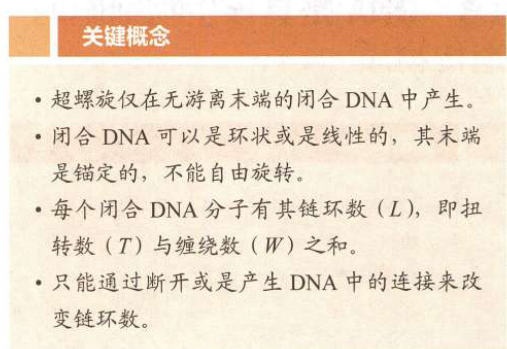 关键概念
• 超螺旋仅在无游离末端的闭合 DNA 中产生。
• 闭合 DNA 可以是环状或是线性的，其末端
是锚定的，不能自由旋转。
• 每个闭合 DNA 分子有其链环数（L），即扭
转数（T）与缠绕数（W）之和。
• 只能通过断开或是产生 DNA 中的连接来改
变链环数。